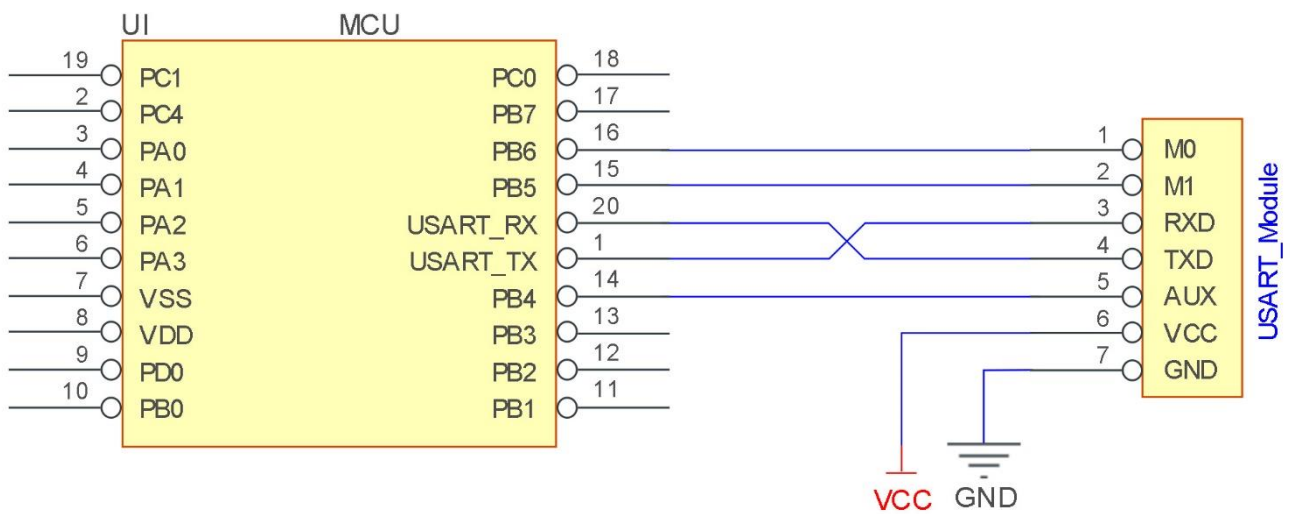 UI MCU
19 PC1 PC0 18
2 PC4 PB7 17
3 PA0 PB6 16 1 M0
4 PA1 PB5 15 2 M1
5 PA2 USART_RX 20 3 RXD
6 PA3 USART_TX 1 4 TXD
7 VSS PB4 14 5 AUX
8 VDD PB3 13 6 VCC
9 PD0 PB2 12 7 GND
10 PB0 PB1 11
USART_Module
VCC GND